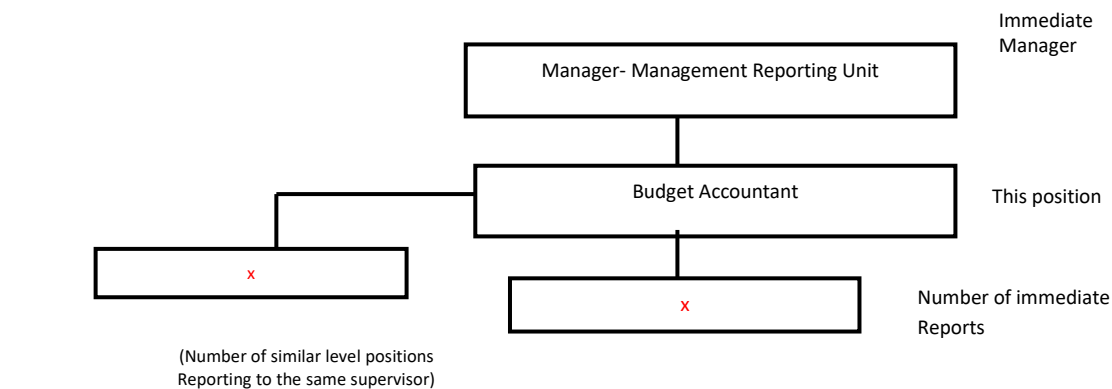 Immediate
Manager
Manager- Management Reporting Unit
Budget Accountant
This position
x
x
Number of immediate
Reports
(Number of similar level positions
Reporting to the same supervisor)